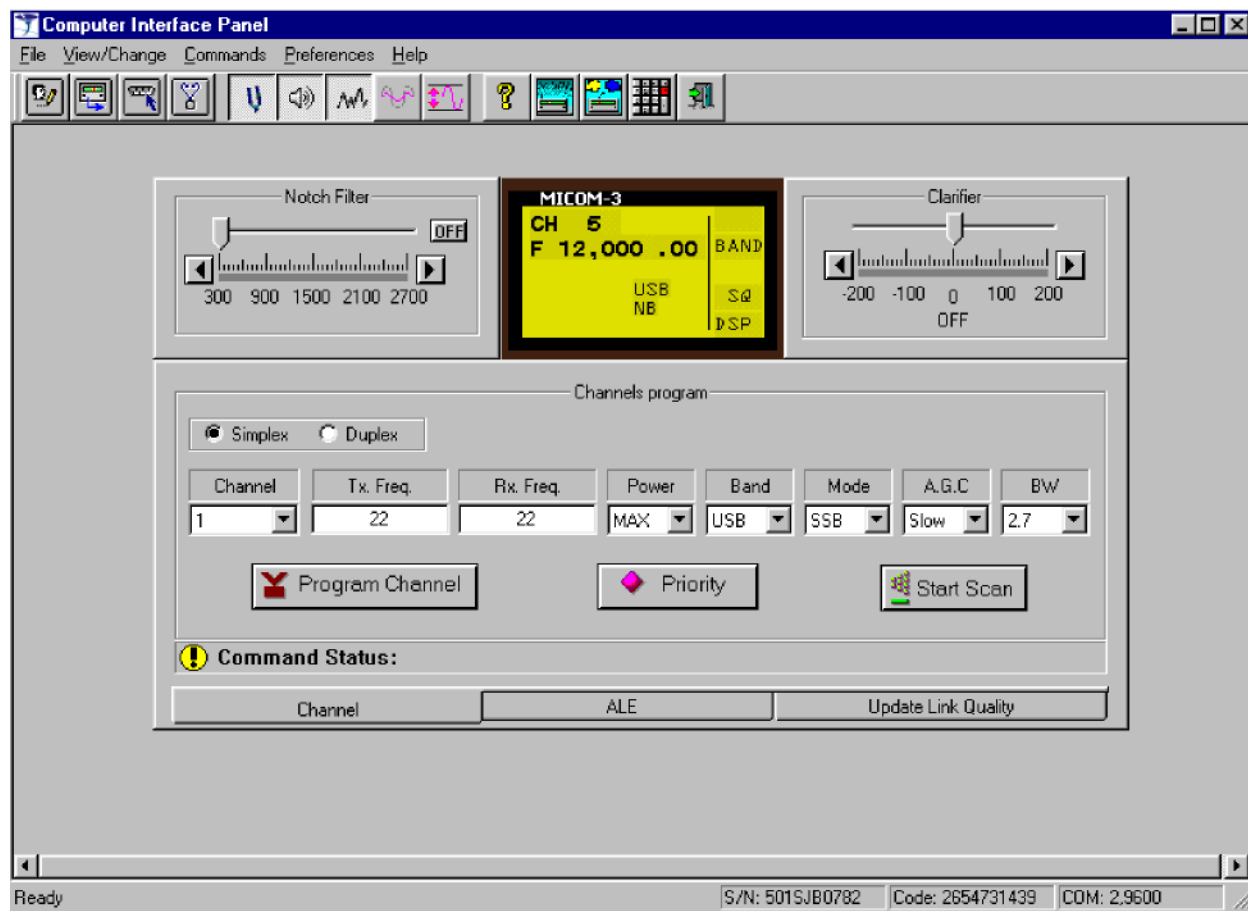 Computer Interface Panel
File View/Change Commands Preferences Help
Notch Filter
OFF
300 900 1500 2100 2700
MICOM-3
CH 5
F 12,000 .00
BAND
USB
NB
SQ
DSP
Clarifier
-200 -100 0 100 200
OFF
Channels program
Simplex Duplex
Channel Tx. Freq. Rx. Freq. Power Band Mode A.G.C BW
1 22 22 MAX USB SSB Slow 2.7
Program Channel Priority Start Scan
Command Status:
Channel ALE Update Link Quality
Ready S/N: 501SJB0782 Code: 2654731439 COM: 2,9600